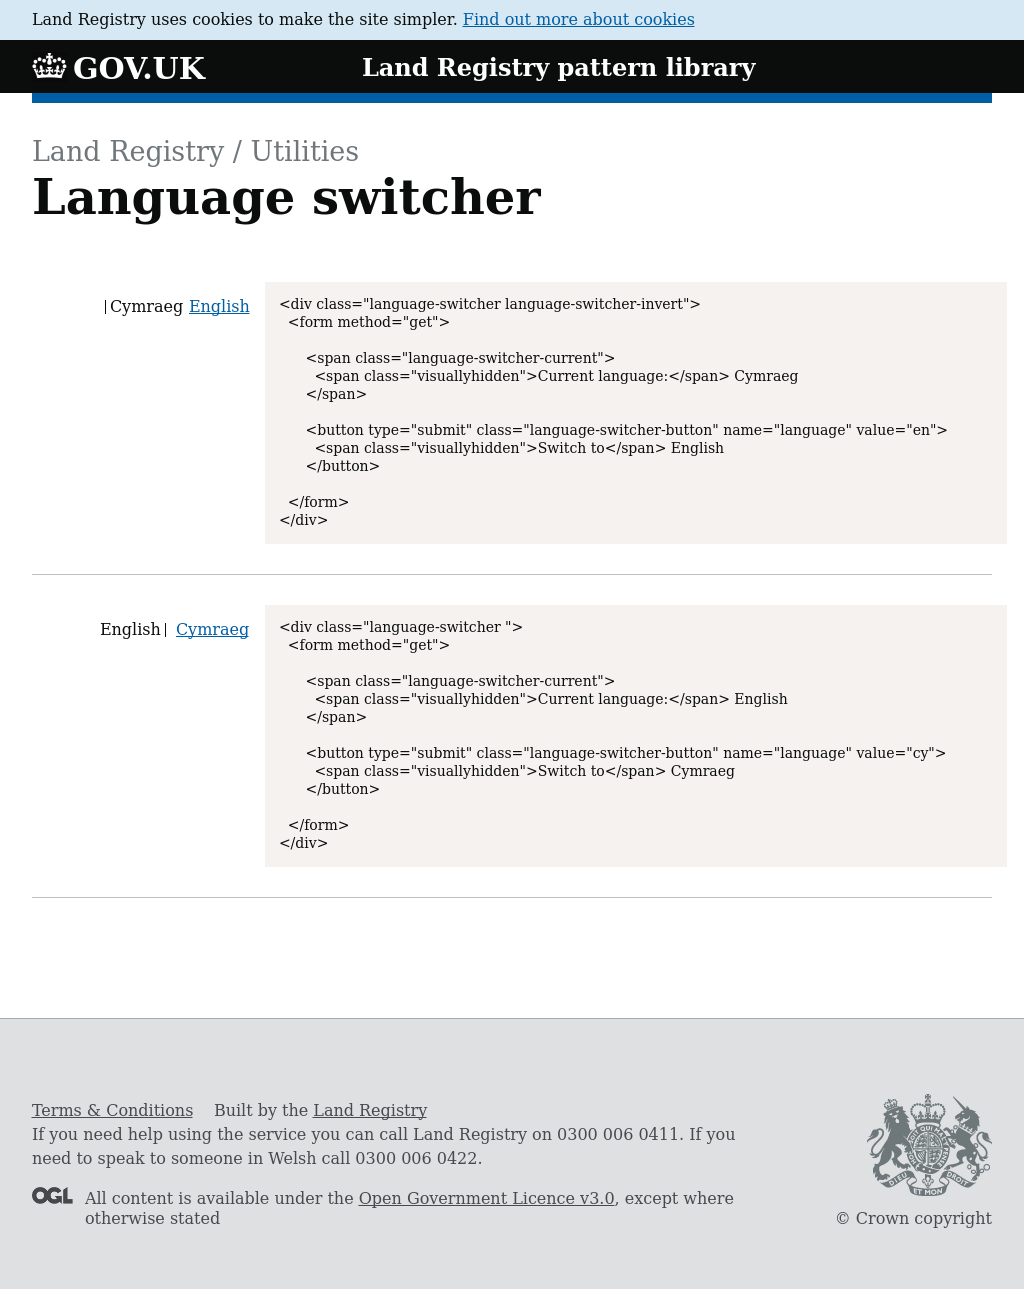 Land Registry uses cookies to make the site simpler. Find out more about cookies
GOV.UK
Land Registry pattern library
Land Registry / Utilities
Language switcher
|Cymraeg English
<div class="language-switcher language-switcher-invert">
  <form method="get">
      <span class="language-switcher-current">
        <span class="visuallyhidden">Current language:</span> Cymraeg
      </span>
      <button type="submit" class="language-switcher-button" name="language" value="en">
        <span class="visuallyhidden">Switch to</span> English
      </button>
  </form>
</div>
English| Cymraeg
<div class="language-switcher ">
  <form method="get">
      <span class="language-switcher-current">
        <span class="visuallyhidden">Current language:</span> English
      </span>
      <button type="submit" class="language-switcher-button" name="language" value="cy">
        <span class="visuallyhidden">Switch to</span> Cymraeg
      </button>
  </form>
</div>
Terms & Conditions Built by the Land Registry
If you need help using the service you can call Land Registry on 0300 006 0411. If you
need to speak to someone in Welsh call 0300 006 0422.
OGL
All content is available under the Open Government Licence v3.0, except where
otherwise stated
DIEU ET MON DROIT
© Crown copyright